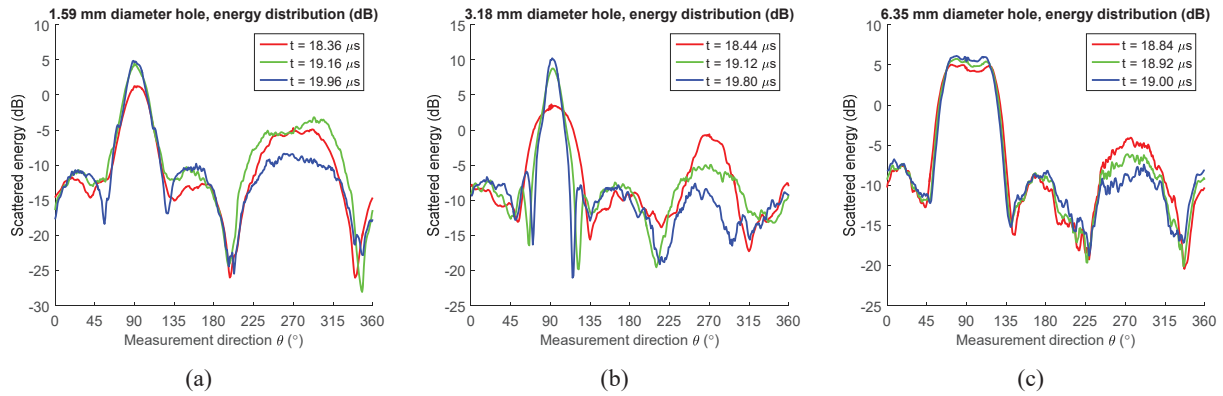 1.59 mm diameter hole, energy distribution (dB)
10
5
0
-5
-10
-15
-20
-25
-30
Scattered energy (dB)
t = 18.36 μs
t = 19.16 μs
t = 19.96 μs
0 45 90 135 180 225 270 315 360
Measurement direction θ (°)
(a)
3.18 mm diameter hole, energy distribution (dB)
15
10
5
0
-5
-10
-15
-20
-25
Scattered energy (dB)
t = 18.44 μs
t = 19.12 μs
t = 19.80 μs
0 45 90 135 180 225 270 315 360
Measurement direction θ (°)
(b)
6.35 mm diameter hole, energy distribution (dB)
15
10
5
0
-5
-10
-15
-20
-25
Scattered energy (dB)
t = 18.84 μs
t = 18.92 μs
t = 19.00 μs
0 45 90 135 180 225 270 315 360
Measurement direction θ (°)
(c)